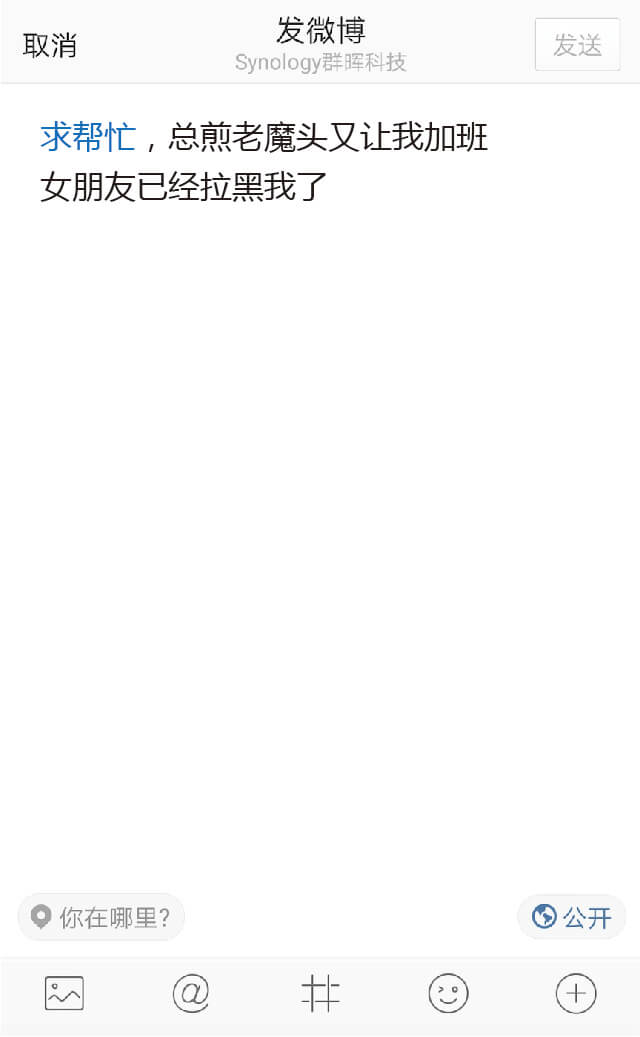 取消
发微博
发送
Synology群晖科技
求帮忙，总煎老魔头又让我加班
女朋友已经拉黑我了
你在哪里?
公开